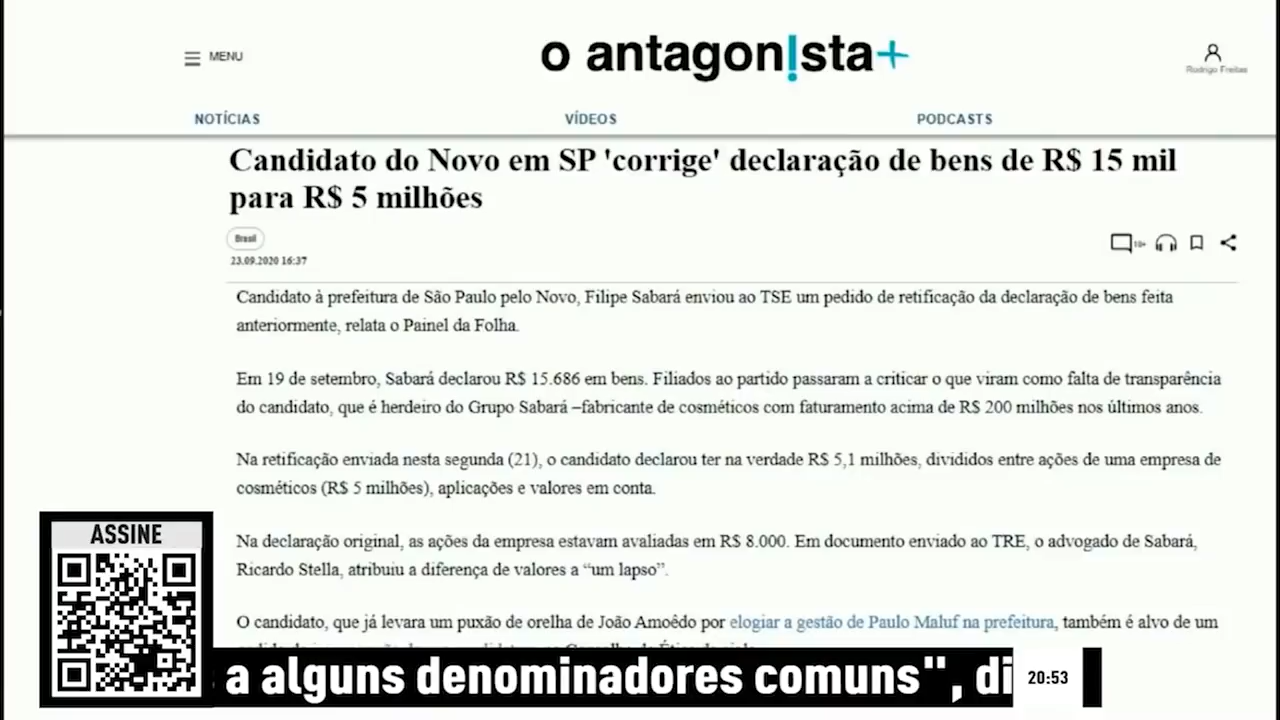 MENU
o antagon!sta+
Rodrigo Freitas
NOTÍCIAS
VÍDEOS
PODCASTS
Candidato do Novo em SP 'corrige' declaração de bens de R$ 15 mil
para R$ 5 milhões
Brasil
10+
23.09.2020 16:37
Candidato à prefeitura de São Paulo pelo Novo, Filipe Sabará enviou ao TSE um pedido de retificação da declaração de bens feita
anteriormente, relata o Painel da Folha.
Em 19 de setembro, Sabará declarou R$ 15.686 em bens. Filiados ao partido passaram a criticar o que viram como falta de transparência
do candidato, que é herdeiro do Grupo Sabará –fabricante de cosméticos com faturamento acima de R$ 200 milhões nos últimos anos.
Na retificação enviada nesta segunda (21), o candidato declarou ter na verdade R$ 5,1 milhões, divididos entre ações de uma empresa de
cosméticos (R$ 5 milhões), aplicações e valores em conta.
Na declaração original, as ações da empresa estavam avaliadas em R$ 8.000. Em documento enviado ao TRE, o advogado de Sabará,
Ricardo Stella, atribuiu a diferença de valores a “um lapso”.
O candidato, que já levara um puxão de orelha de João Amoêdo por elogiar a gestão de Paulo Maluf na prefeitura, também é alvo de um
ASSINE
a alguns denominadores comuns", di
20:53